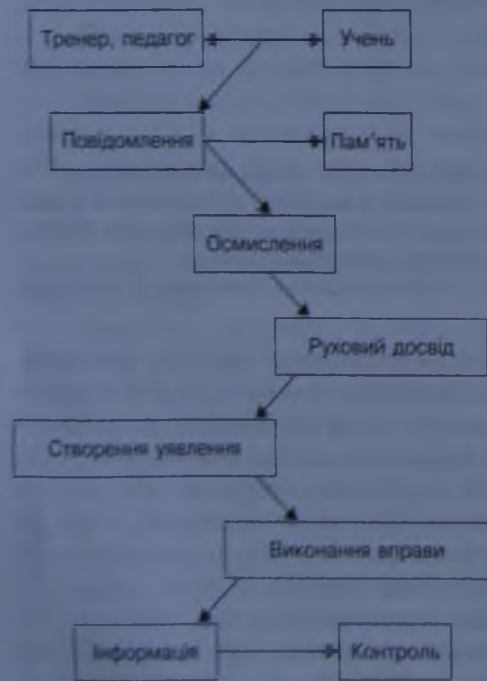 Тренер, педагог
Учень
Повідомлення
Пам'ять
Осмислення
Руховий досвід
Створення уявлення
Виконання вправи
Інформація
Контроль